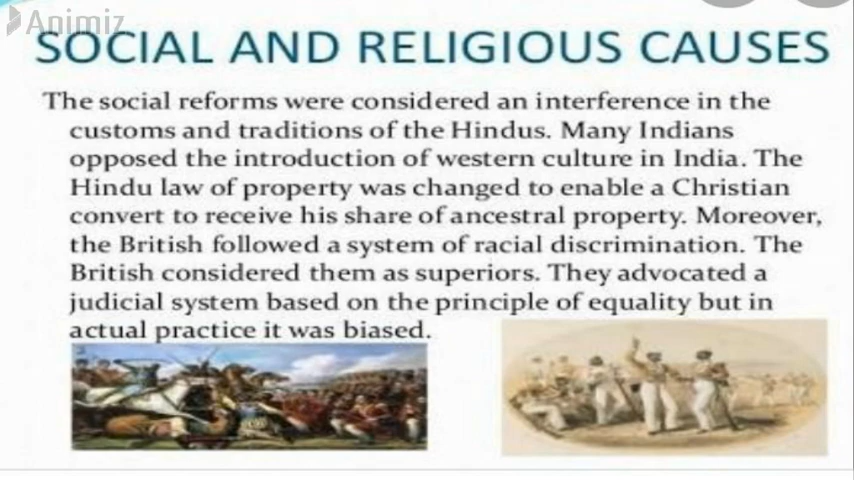 Animiz
SOCIAL AND RELIGIOUS CAUSES
The social reforms were considered an interference in the
customs and traditions of the Hindus. Many Indians
opposed the introduction of western culture in India. The
Hindu law of property was changed to enable a Christian
convert to receive his share of ancestral property. Moreover,
the British followed a system of racial discrimination. The
British considered them as superiors. They advocated a
judicial system based on the principle of equality but in
actual practice it was biased.